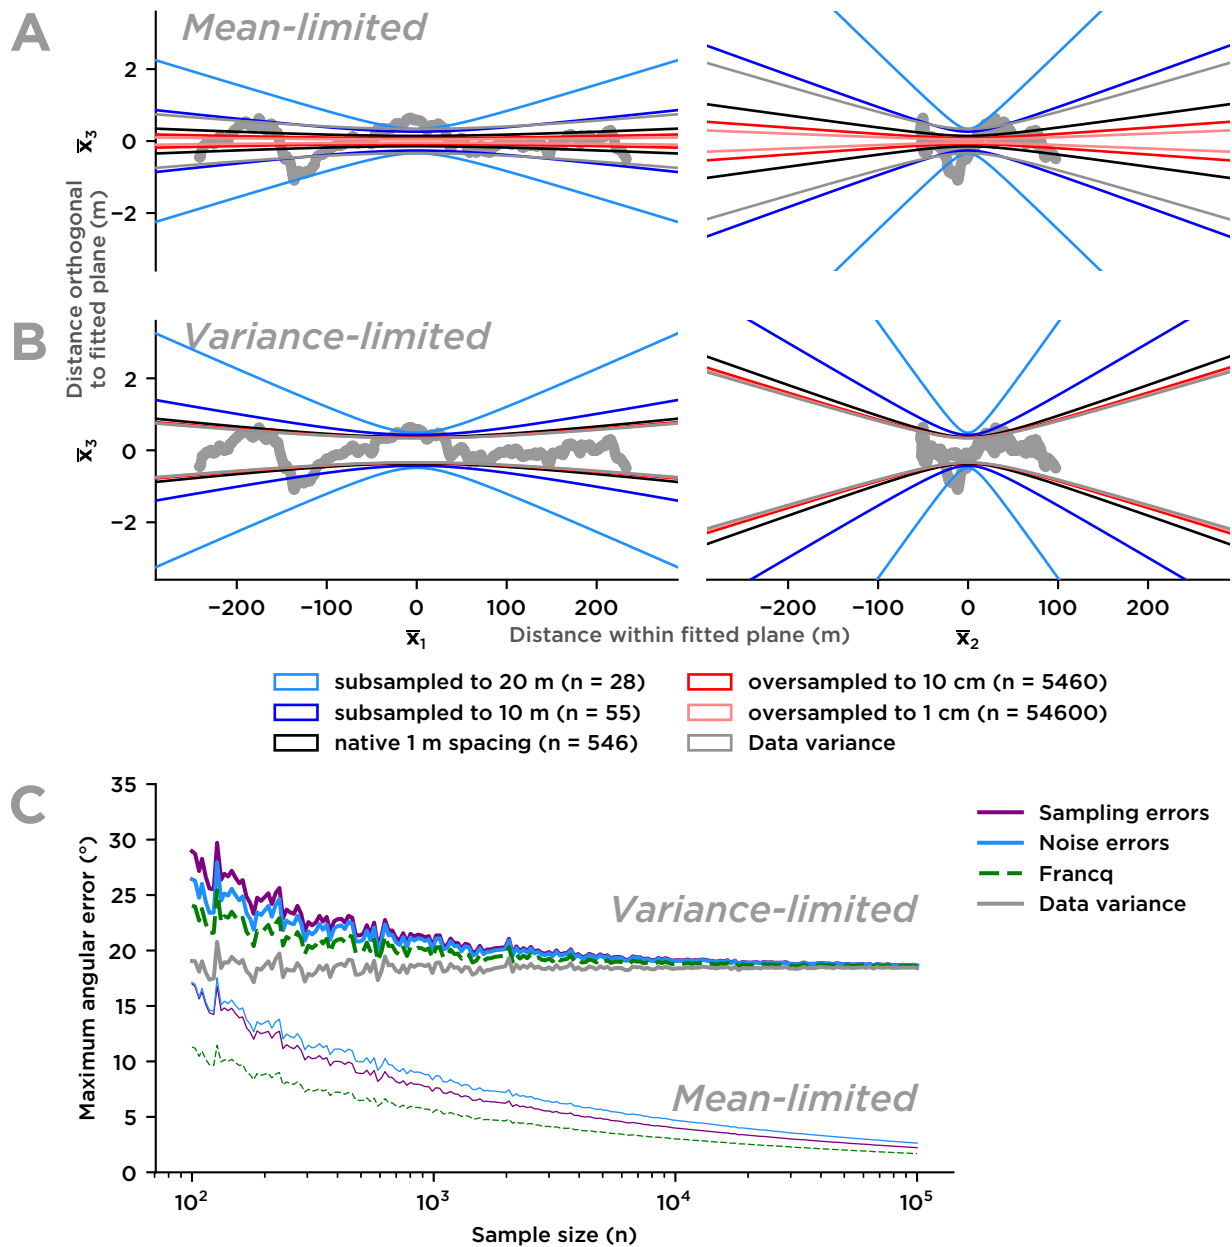 A
Mean-limited
2
0
−2
x̄₃
Distance orthogonal
to fitted plane (m)
B
Variance-limited
2
0
−2
x̄₃
−200 −100 0 100 200
−200 −100 0 100 200
x̄₁ Distance within fitted plane (m) x̄₂
subsampled to 20 m (n = 28)
subsampled to 10 m (n = 55)
native 1 m spacing (n = 546)
oversampled to 10 cm (n = 5460)
oversampled to 1 cm (n = 54600)
Data variance
C
35
30
25
20
15
10
5
0
Maximum angular error (°)
Variance-limited
Mean-limited
10² 10³ 10⁴ 10⁵
Sample size (n)
Sampling errors
Noise errors
Francq
Data variance